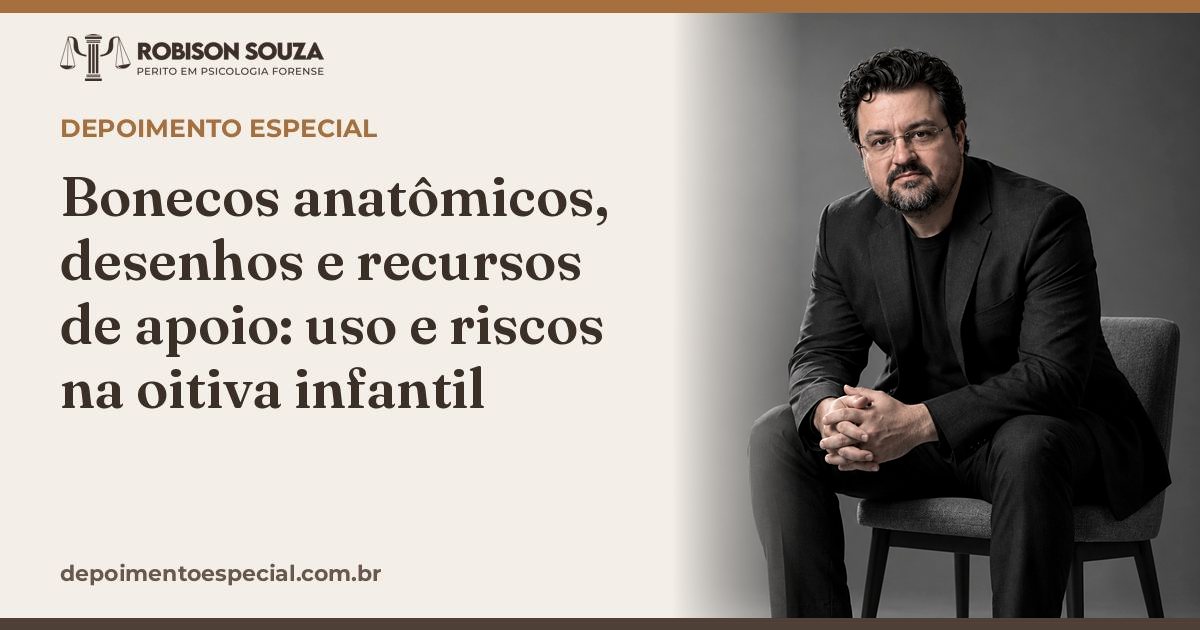 ROBISON SOUZA
PERITO EM PSICOLOGIA FORENSE
DEPOIMENTO ESPECIAL
Bonecos anatômicos,
desenhos e recursos
de apoio: uso e riscos
na oitiva infantil
depoimentoespecial.com.br